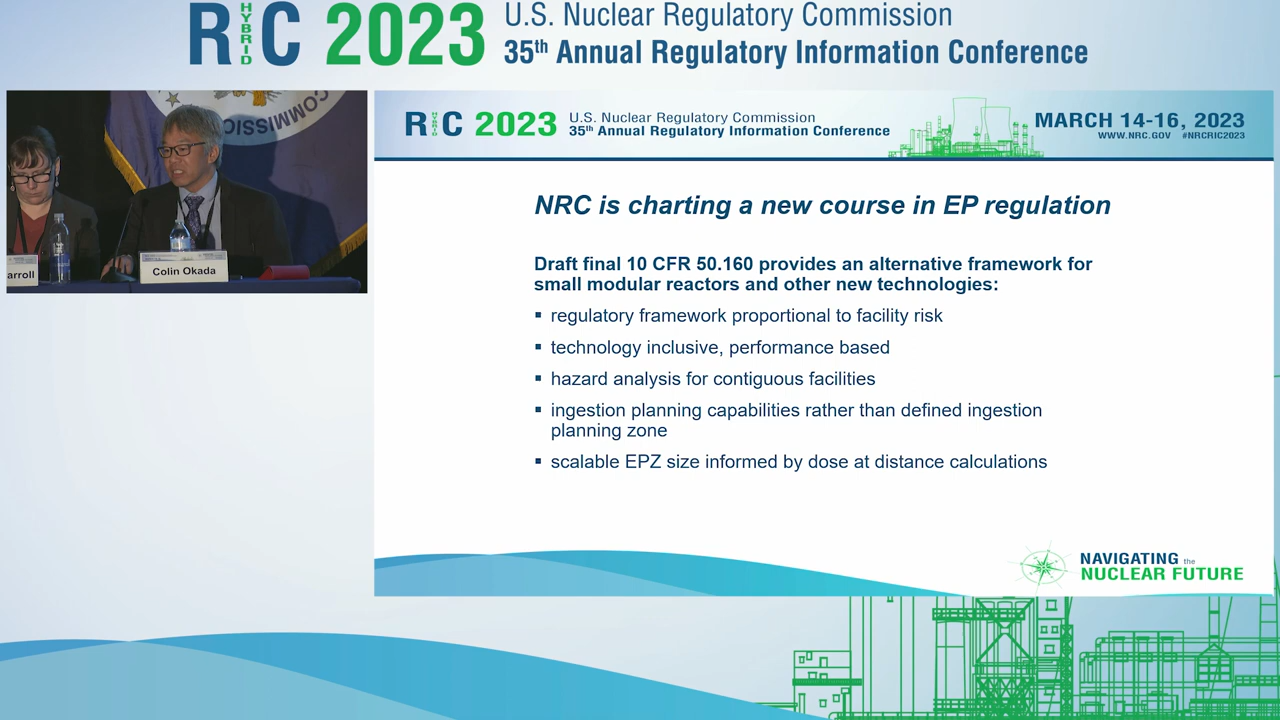 RIC 2023
HYBRID
U.S. Nuclear Regulatory Commission
35th Annual Regulatory Information Conference
COMMISSION
arroll
Colin Okada
RIC 2023
HYBRID
U.S. Nuclear Regulatory Commission
35th Annual Regulatory Information Conference
MARCH 14-16, 2023
WWW.NRC.GOV #NRCRIC2023
NRC is charting a new course in EP regulation
Draft final 10 CFR 50.160 provides an alternative framework for
small modular reactors and other new technologies:
▪ regulatory framework proportional to facility risk
▪ technology inclusive, performance based
▪ hazard analysis for contiguous facilities
▪ ingestion planning capabilities rather than defined ingestion
planning zone
▪ scalable EPZ size informed by dose at distance calculations
NAVIGATING the
NUCLEAR FUTURE